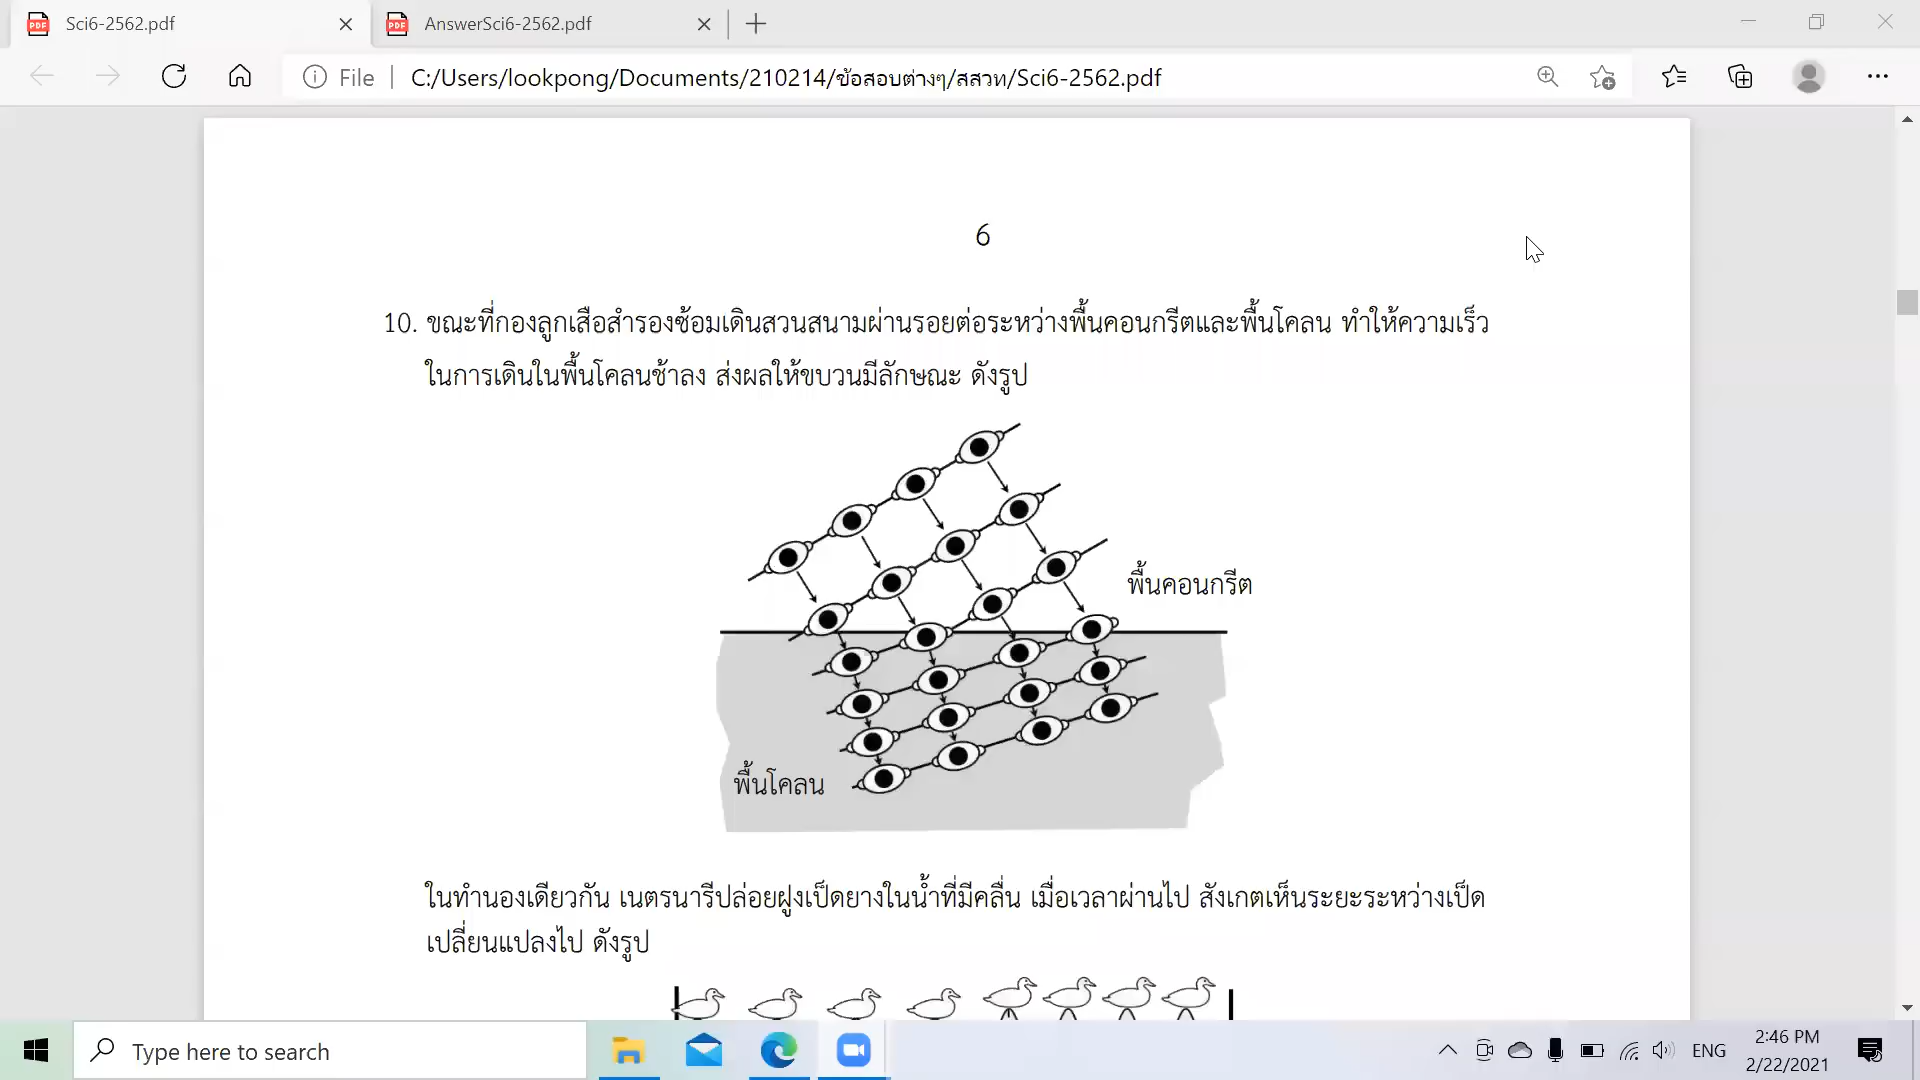 Sci6-2562.pdf
AnswerSci6-2562.pdf
File
C:/Users/lookpong/Documents/210214/ข้อสอบต่างๆ/สสวท/Sci6-2562.pdf
6
10. ขณะที่กองลูกเสือสำรองซ้อมเดินสวนสนามผ่านรอยต่อระหว่างพื้นคอนกรีตและพื้นโคลน ทำให้ความเร็ว
ในการเดินในพื้นโคลนช้าลง ส่งผลให้ขบวนมีลักษณะ ดังรูป
พื้นคอนกรีต
พื้นโคลน
ในทำนองเดียวกัน เนตรนารีปล่อยฝูงเป็ดยางในน้ำที่มีคลื่น เมื่อเวลาผ่านไป สังเกตเห็นระยะระหว่างเป็ด
เปลี่ยนแปลงไป ดังรูป
Type here to search
ENG
2:46 PM
2/22/2021